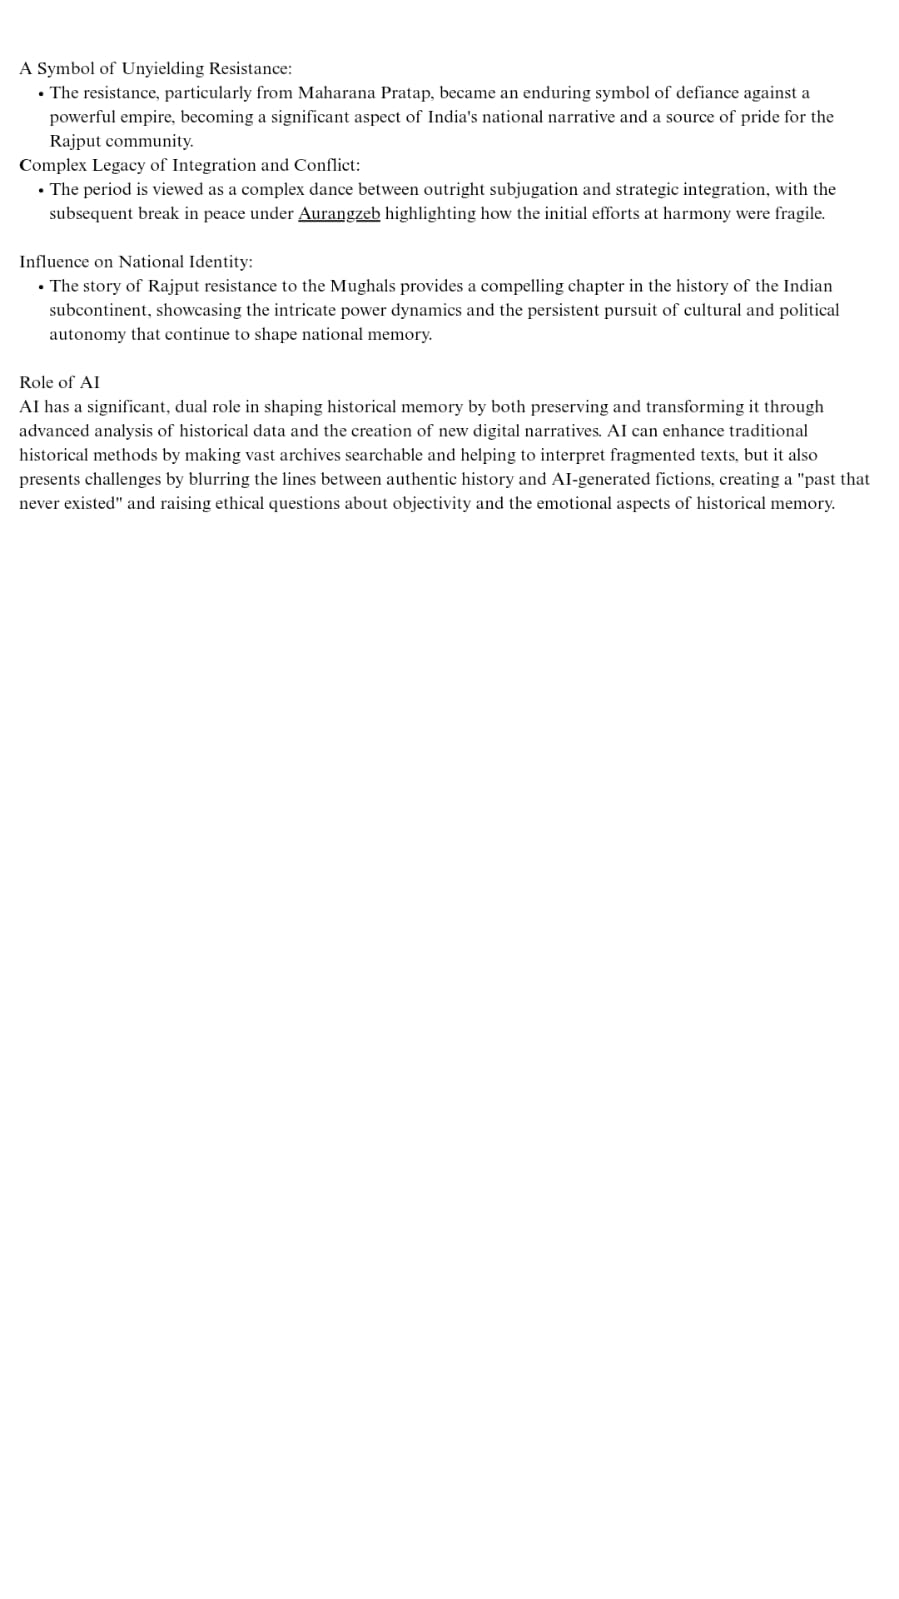 A Symbol of Unyielding Resistance:
• The resistance, particularly from Maharana Pratap, became an enduring symbol of defiance against a
powerful empire, becoming a significant aspect of India's national narrative and a source of pride for the
Rajput community.
Complex Legacy of Integration and Conflict:
• The period is viewed as a complex dance between outright subjugation and strategic integration, with the
subsequent break in peace under Aurangzeb highlighting how the initial efforts at harmony were fragile.
Influence on National Identity:
• The story of Rajput resistance to the Mughals provides a compelling chapter in the history of the Indian
subcontinent, showcasing the intricate power dynamics and the persistent pursuit of cultural and political
autonomy that continue to shape national memory.
Role of AI
AI has a significant, dual role in shaping historical memory by both preserving and transforming it through
advanced analysis of historical data and the creation of new digital narratives. AI can enhance traditional
historical methods by making vast archives searchable and helping to interpret fragmented texts, but it also
presents challenges by blurring the lines between authentic history and AI-generated fictions, creating a "past that
never existed" and raising ethical questions about objectivity and the emotional aspects of historical memory.